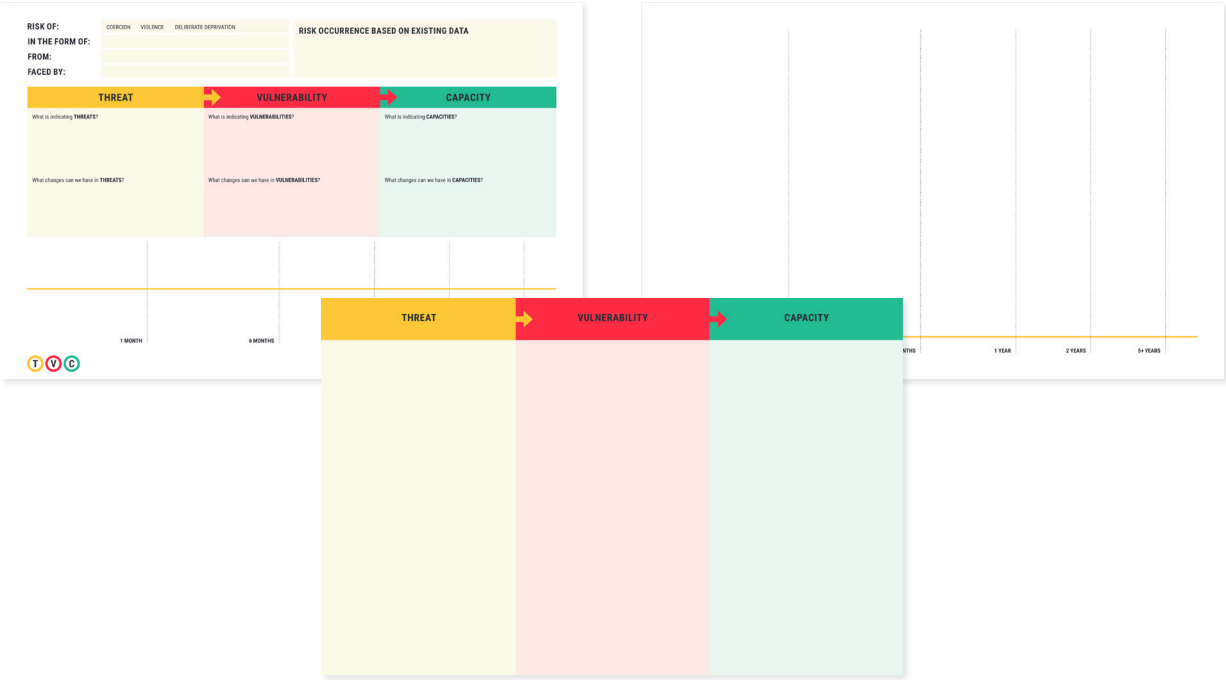 RISK OF: COERCION VIOLENCE DELIBERATE DEPRIVATION
IN THE FORM OF:
FROM:
FACED BY:
RISK OCCURRENCE BASED ON EXISTING DATA
THREAT VULNERABILITY CAPACITY
What is indicating THREATS? What is indicating VULNERABILITIES? What is indicating CAPACITIES?
What changes can we have in THREATS? What changes can we have in VULNERABILITIES? What changes can we have in CAPACITIES?
1 MONTH 6 MONTHS
T V C
NTHS 1 YEAR 2 YEARS 5+ YEARS
THREAT VULNERABILITY CAPACITY